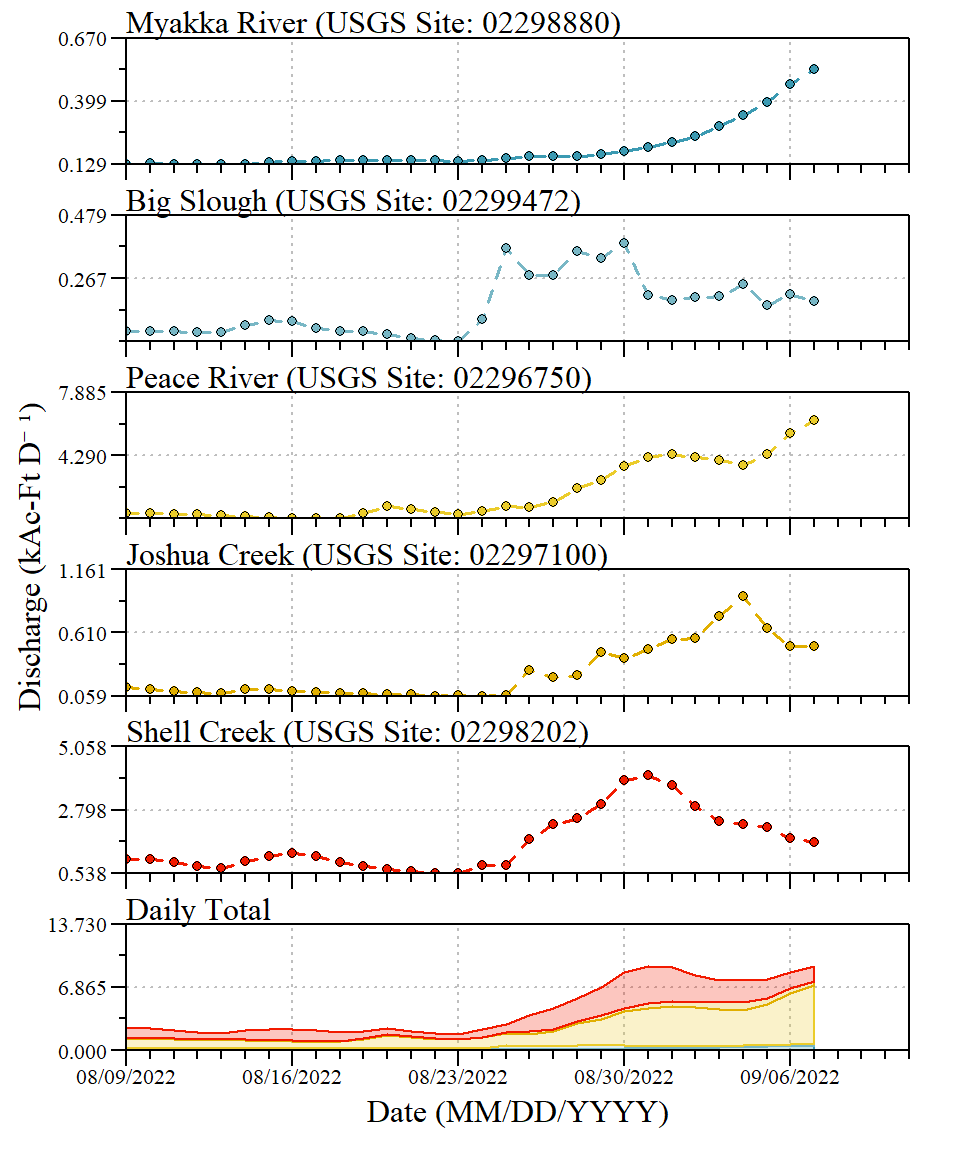 Myakka River (USGS Site: 02298880)
0.670
0.399
0.129
Big Slough (USGS Site: 02299472)
0.479
0.267
Peace River (USGS Site: 02296750)
7.885
4.290
Joshua Creek (USGS Site: 02297100)
1.161
0.610
0.059
Shell Creek (USGS Site: 02298202)
5.058
2.798
0.538
Daily Total
13.730
6.865
0.000
08/09/2022 08/16/2022 08/23/2022 08/30/2022 09/06/2022
Date (MM/DD/YYYY)
Discharge (kAc-Ft D⁻¹)